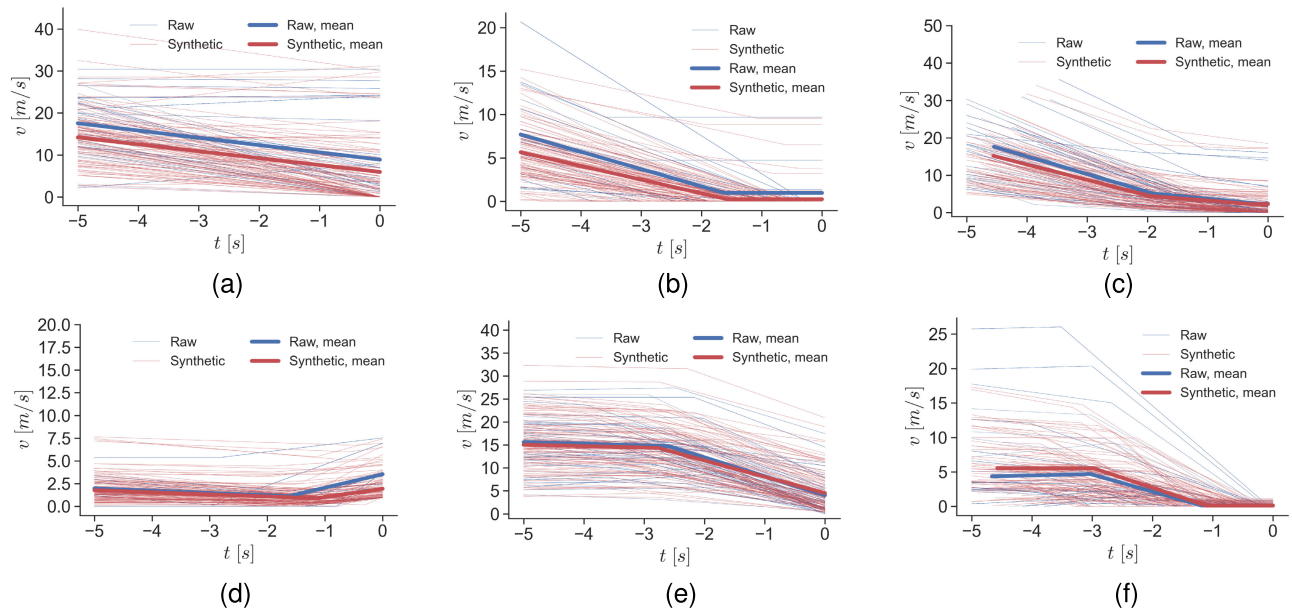 40
30
20
10
0
v [m/s]
Raw
Synthetic
Raw, mean
Synthetic, mean
−5 −4 −3 −2 −1 0
t [s]
(a)
20
15
10
5
0
v [m/s]
Raw
Synthetic
Raw, mean
Synthetic, mean
−5 −4 −3 −2 −1 0
t [s]
(b)
50
40
30
20
10
0
v [m/s]
Raw
Synthetic
Raw, mean
Synthetic, mean
−5 −4 −3 −2 −1 0
t [s]
(c)
20.0
17.5
15.0
12.5
10.0
7.5
5.0
2.5
0.0
v [m/s]
Raw
Synthetic
Raw, mean
Synthetic, mean
−5 −4 −3 −2 −1 0
t [s]
(d)
40
35
30
25
20
15
10
5
0
v [m/s]
Raw
Synthetic
Raw, mean
Synthetic, mean
−5 −4 −3 −2 −1 0
t [s]
(e)
25
20
15
10
5
0
v [m/s]
Raw
Synthetic
Raw, mean
Synthetic, mean
−5 −4 −3 −2 −1 0
t [s]
(f)